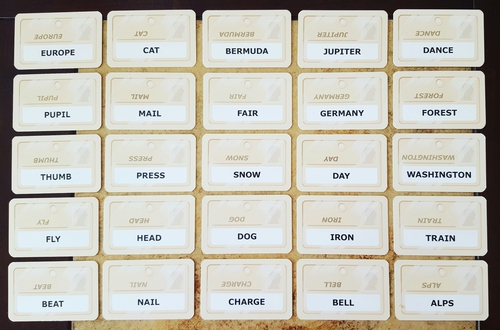 EUROPE CAT BERMUDA JUPITER DANCE
EUROPE CAT BERMUDA JUPITER DANCE
PUPIL MAIL FAIR GERMANY FOREST
PUPIL MAIL FAIR GERMANY FOREST
THUMB PRESS SNOW DAY WASHINGTON
THUMB PRESS SNOW DAY WASHINGTON
FLY HEAD DOG IRON TRAIN
FLY HEAD DOG IRON TRAIN
BEAT NAIL CHARGE BELL ALPS
BEAT NAIL CHARGE BELL ALPS